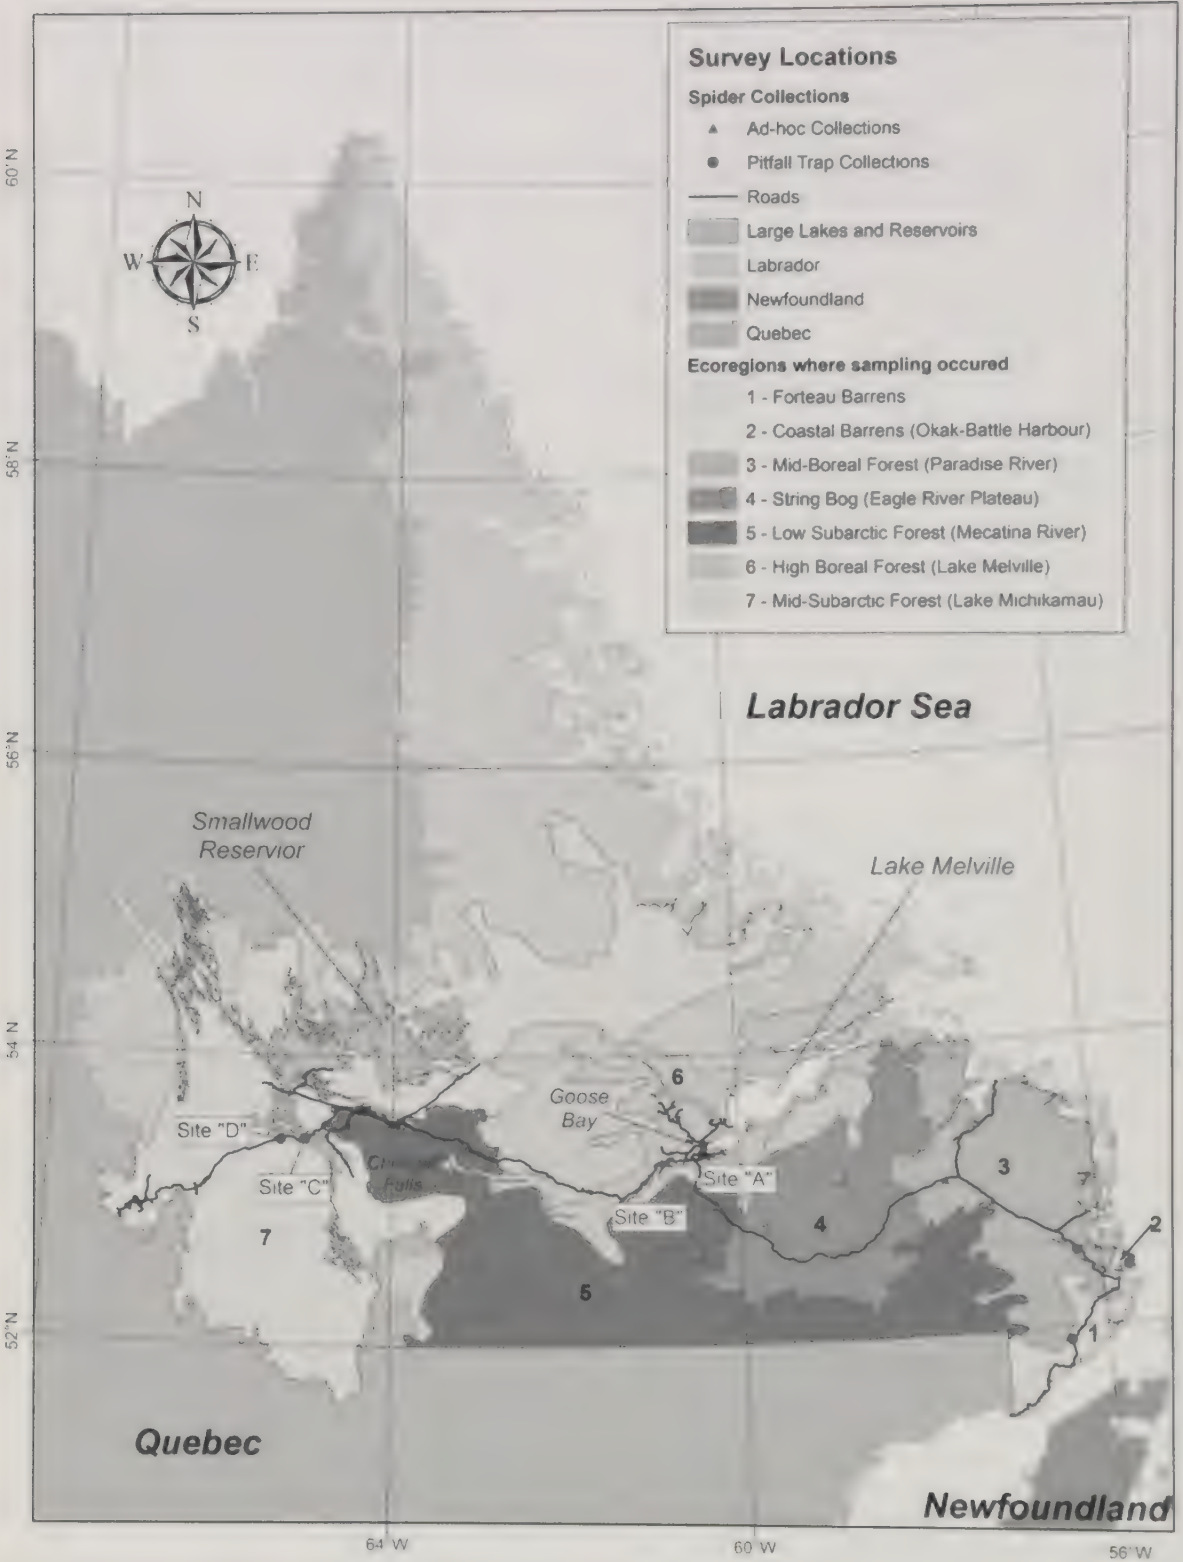 Survey Locations
Spider Collections
Ad-hoc Collections
Pitfall Trap Collections
Roads
Large Lakes and Reservoirs
Labrador
Newfoundland
Quebec
Ecoregions where sampling occured
1 - Forteau Barrens
2 - Coastal Barrens (Okak-Battle Harbour)
3 - Mid-Boreal Forest (Paradise River)
4 - String Bog (Eagle River Plateau)
5 - Low Subarctic Forest (Mecatina River)
6 - High Boreal Forest (Lake Melville)
7 - Mid-Subarctic Forest (Lake Michikamau)
60°N
N
W
E
S
58°N
Labrador Sea
56°N
Smallwood
Reservior
Lake Melville
54 N
6
Goose
Bay
Site "D"
Site "A"
3
Falls
Site "C"
Site "B"
4
2
7
5
52°N
1
Quebec
Newfoundland
64 W
60 W
56°W